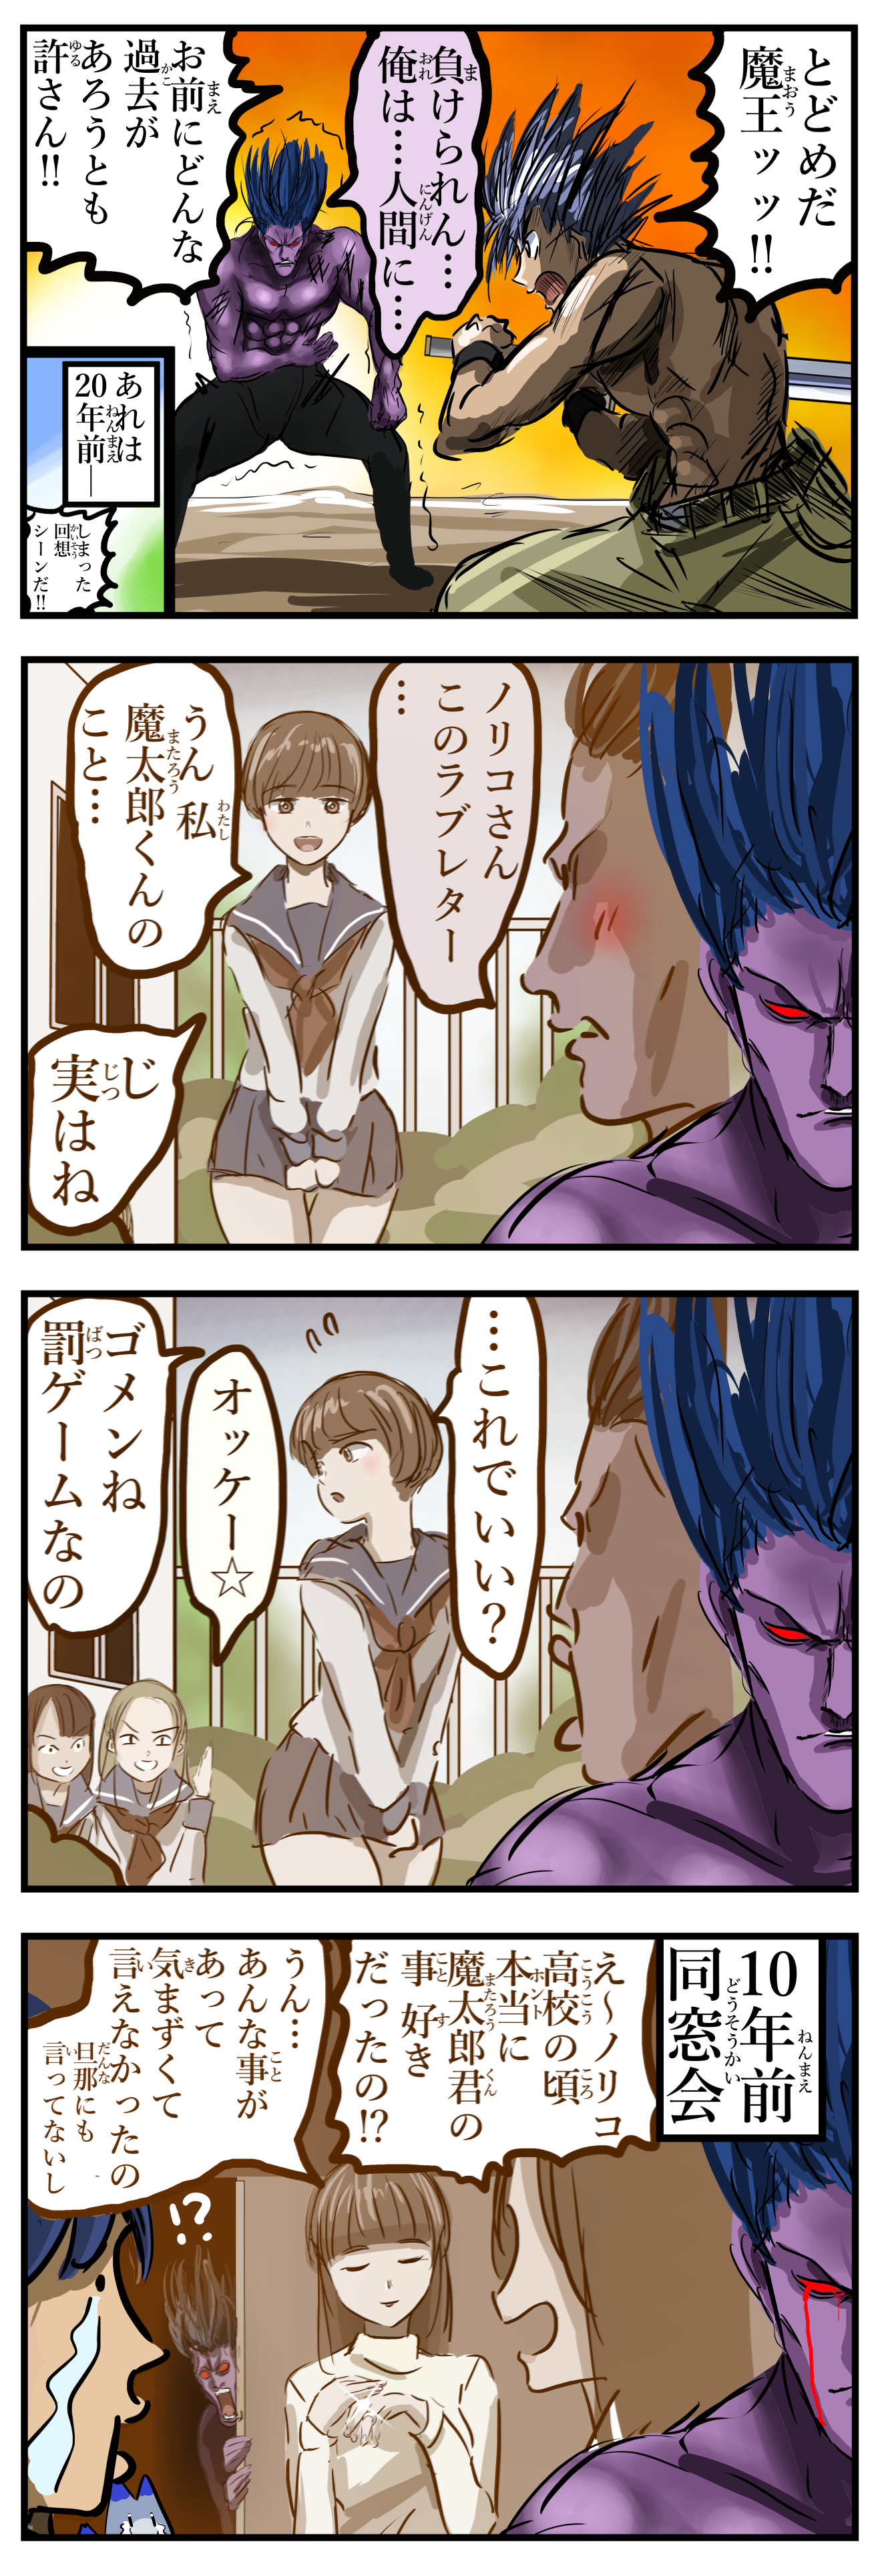 とどめだ
魔王ッッ!!
負けられん…
俺は…人間に…
お前にどんな
過去が
あろうとも
許さん!!
あれは
20年前―
しまった
回想
シーンだ!!
ノリコさん
このラブレター
…
うん 私
魔太郎くんの
こと…
じ
実はね
…これでいい?
オッケー☆
ゴメンね
罰ゲームなの
10年前
同窓会
え〜ノリコ
高校の頃
本当に
魔太郎君の
事 好き
だったの!?
うん…
あんな事が
あって
気まずくて
言えなかったの
旦那にも
言ってないし
!?